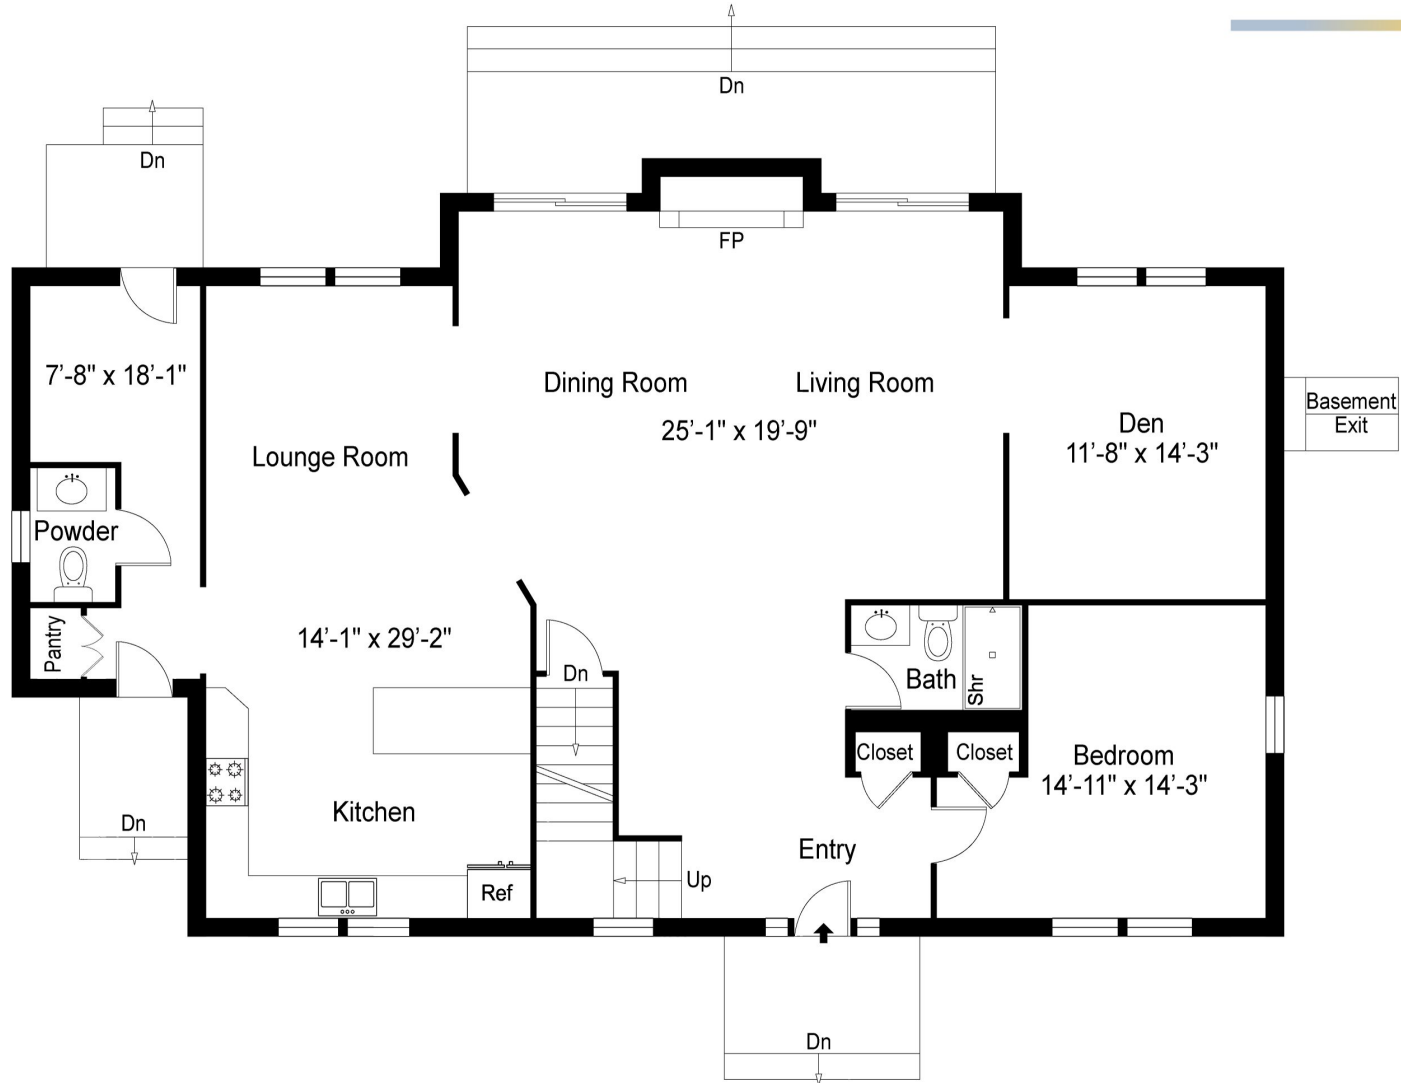 Dn
Dn
FP
7'-8" x 18'-1"
Dining Room
Living Room
25'-1" x 19'-9"
Lounge Room
Den
11'-8" x 14'-3"
Basement
Exit
Powder
Pantry
14'-1" x 29'-2"
Dn
Bath
Shr
Closet
Closet
Bedroom
14'-11" x 14'-3"
Kitchen
Dn
Entry
Up
Ref
Dn